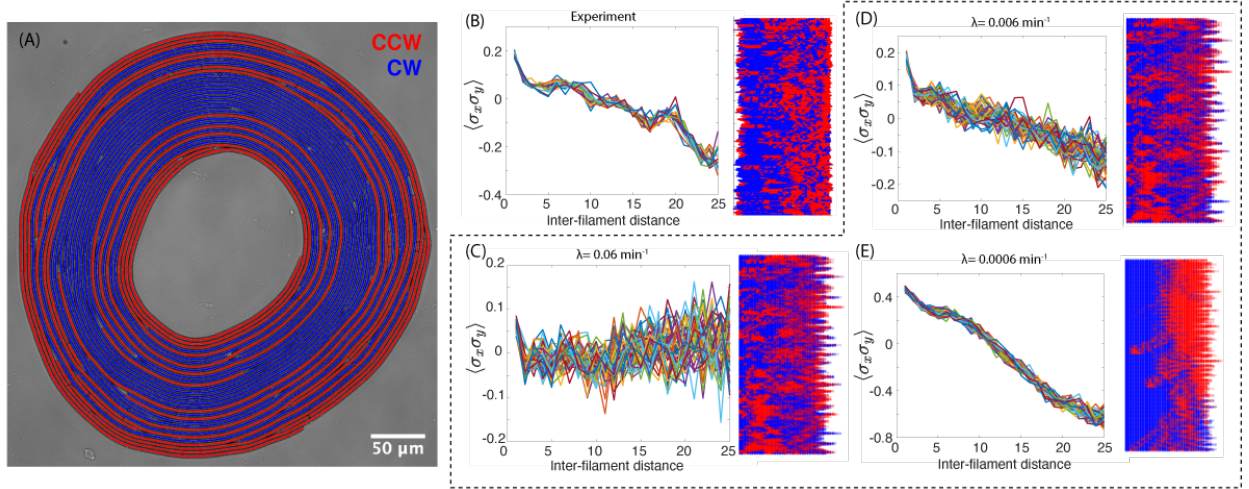 (A)
CCW
CW
50 μm
(B)
Experiment
0.2
0
-0.2
-0.4
⟨σxσy⟩
0 5 10 15 20 25
Inter-filament distance
(C)
λ= 0.06 min-1
0.2
0.1
0
-0.1
-0.2
⟨σxσy⟩
0 5 10 15 20 25
Inter-filament distance
(D)
λ= 0.006 min-1
0.2
0.1
0
-0.1
-0.2
⟨σxσy⟩
0 5 10 15 20 25
Inter-filament distance
(E)
λ= 0.0006 min-1
0.4
0
-0.4
-0.8
⟨σxσy⟩
0 5 10 15 20 25
Inter-filament distance